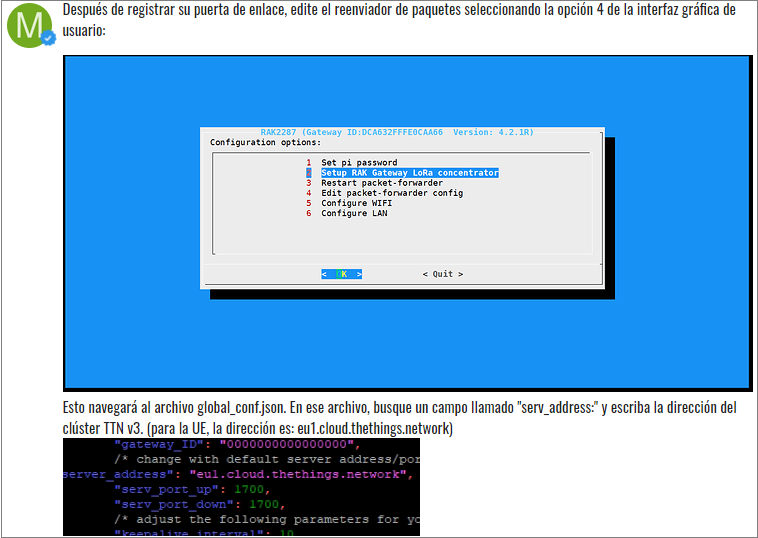 M
Después de registrar su puerta de enlace, edite el reenviador de paquetes seleccionando la opción 4 de la interfaz gráfica de
usuario:
RAK2287 (Gateway ID:DCA632FFFE0CAA66 Version: 4.2.1R)
Configuration options:
1 Set pi password
2 Setup RAK Gateway LoRa concentrator
3 Restart packet-forwarder
4 Edit packet-forwarder config
5 Configure WIFI
6 Configure LAN
< OK > < Quit >
Esto navegará al archivo global_conf.json. En ese archivo, busque un campo llamado "serv_address:" y escriba la dirección del
clúster TTN v3. (para la UE, la dirección es: eu1.cloud.thethings.network)
"gateway_ID": "0000000000000000",
/* change with default server address/por
server_address": "eu1.cloud.thethings.network",
"serv_port_up": 1700,
"serv_port_down": 1700,
/* adjust the following parameters for yo
"keepalive_interval": 10